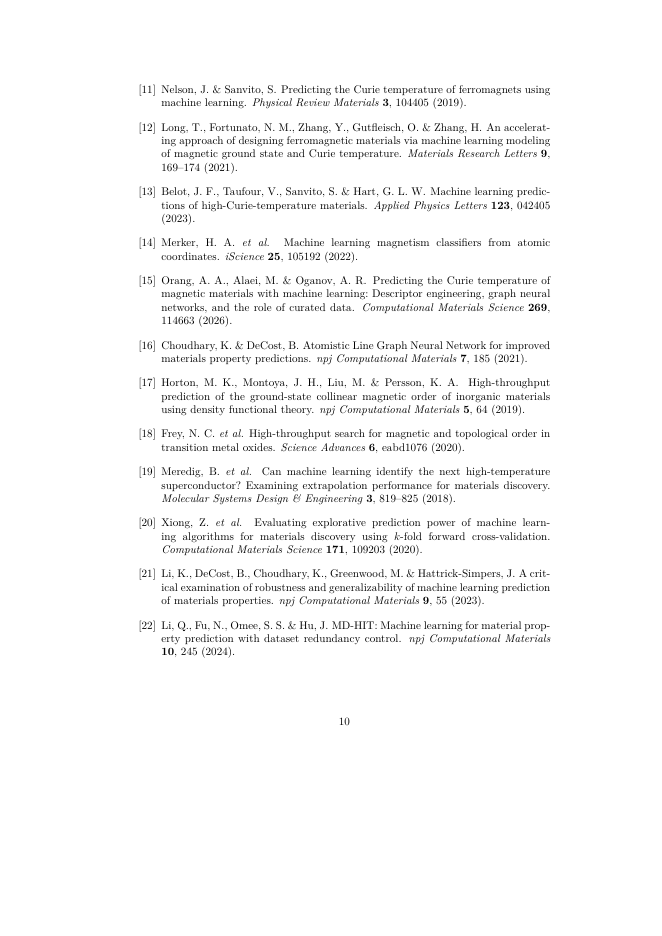 [11] Nelson, J. & Sanvito, S. Predicting the Curie temperature of ferromagnets using
machine learning. Physical Review Materials 3, 104405 (2019).
[12] Long, T., Fortunato, N. M., Zhang, Y., Gutfleisch, O. & Zhang, H. An accelerat-
ing approach of designing ferromagnetic materials via machine learning modeling
of magnetic ground state and Curie temperature. Materials Research Letters 9,
169–174 (2021).
[13] Belot, J. F., Taufour, V., Sanvito, S. & Hart, G. L. W. Machine learning predic-
tions of high-Curie-temperature materials. Applied Physics Letters 123, 042405
(2023).
[14] Merker, H. A. et al. Machine learning magnetism classifiers from atomic
coordinates. iScience 25, 105192 (2022).
[15] Orang, A. A., Alaei, M. & Oganov, A. R. Predicting the Curie temperature of
magnetic materials with machine learning: Descriptor engineering, graph neural
networks, and the role of curated data. Computational Materials Science 269,
114663 (2026).
[16] Choudhary, K. & DeCost, B. Atomistic Line Graph Neural Network for improved
materials property predictions. npj Computational Materials 7, 185 (2021).
[17] Horton, M. K., Montoya, J. H., Liu, M. & Persson, K. A. High-throughput
prediction of the ground-state collinear magnetic order of inorganic materials
using density functional theory. npj Computational Materials 5, 64 (2019).
[18] Frey, N. C. et al. High-throughput search for magnetic and topological order in
transition metal oxides. Science Advances 6, eabd1076 (2020).
[19] Meredig, B. et al. Can machine learning identify the next high-temperature
superconductor? Examining extrapolation performance for materials discovery.
Molecular Systems Design & Engineering 3, 819–825 (2018).
[20] Xiong, Z. et al. Evaluating explorative prediction power of machine learn-
ing algorithms for materials discovery using k-fold forward cross-validation.
Computational Materials Science 171, 109203 (2020).
[21] Li, K., DeCost, B., Choudhary, K., Greenwood, M. & Hattrick-Simpers, J. A crit-
ical examination of robustness and generalizability of machine learning prediction
of materials properties. npj Computational Materials 9, 55 (2023).
[22] Li, Q., Fu, N., Omee, S. S. & Hu, J. MD-HIT: Machine learning for material prop-
erty prediction with dataset redundancy control. npj Computational Materials
10, 245 (2024).
10